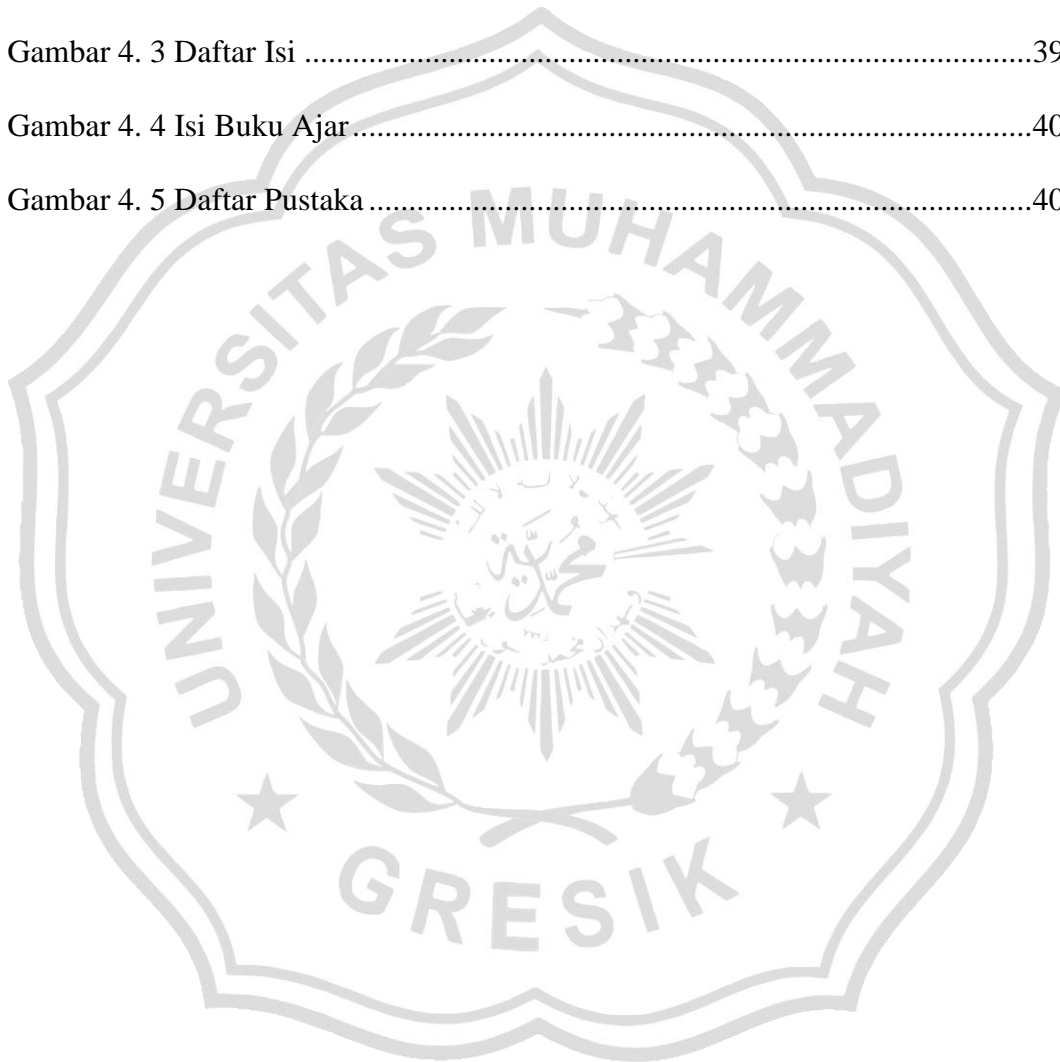 Gambar 4. 3 Daftar Isi ..........................................................................................39
Gambar 4. 4 Isi Buku Ajar....................................................................................40
Gambar 4. 5 Daftar Pustaka ..................................................................................40
UNIVERSITAS MUHAMMADIYAH
محمدية
GRESIK